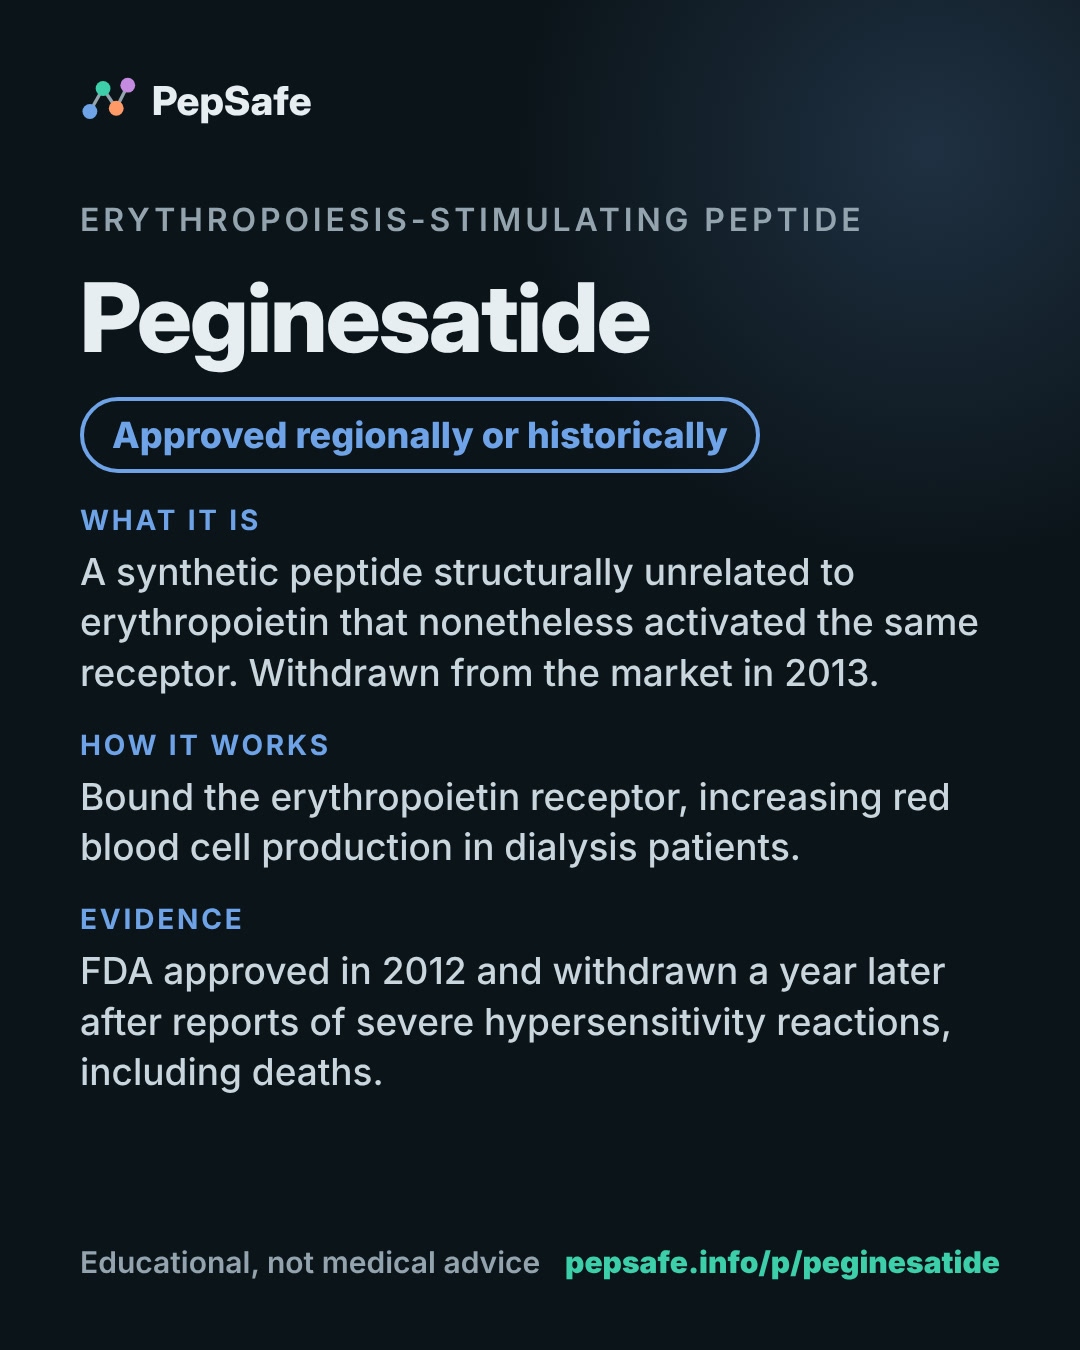 PepSafe
ERYTHROPOIESIS-STIMULATING PEPTIDE
Peginesatide
Approved regionally or historically
WHAT IT IS
A synthetic peptide structurally unrelated to
erythropoietin that nonetheless activated the same
receptor. Withdrawn from the market in 2013.
HOW IT WORKS
Bound the erythropoietin receptor, increasing red
blood cell production in dialysis patients.
EVIDENCE
FDA approved in 2012 and withdrawn a year later
after reports of severe hypersensitivity reactions,
including deaths.
Educational, not medical advice pepsafe.info/p/peginesatide